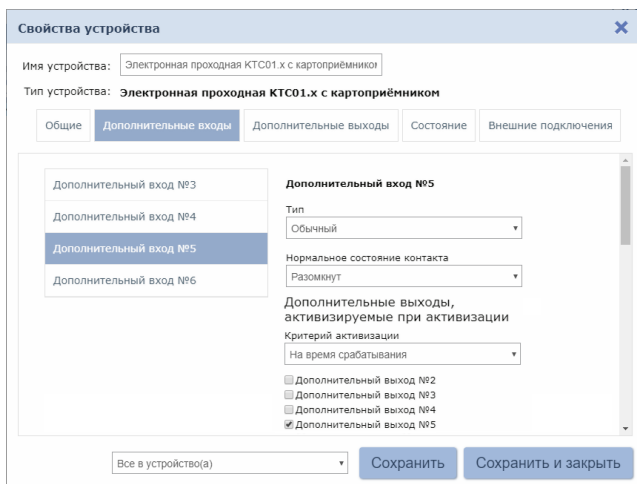 Свойства устройства
Имя устройства: Электронная проходная КТС01.x с картоприёмником
Тип устройства: Электронная проходная КТС01.x с картоприёмником
Общие Дополнительные входы Дополнительные выходы Состояние Внешние подключения
Дополнительный вход №3
Дополнительный вход №4
Дополнительный вход №5
Дополнительный вход №6
Дополнительный вход №5
Тип
Обычный
Нормальное состояние контакта
Разомкнут
Дополнительные выходы,
активизируемые при активизации
Критерий активизации
На время срабатывания
Дополнительный выход №2
Дополнительный выход №3
Дополнительный выход №4
Дополнительный выход №5
Все в устройство(а) Сохранить Сохранить и закрыть